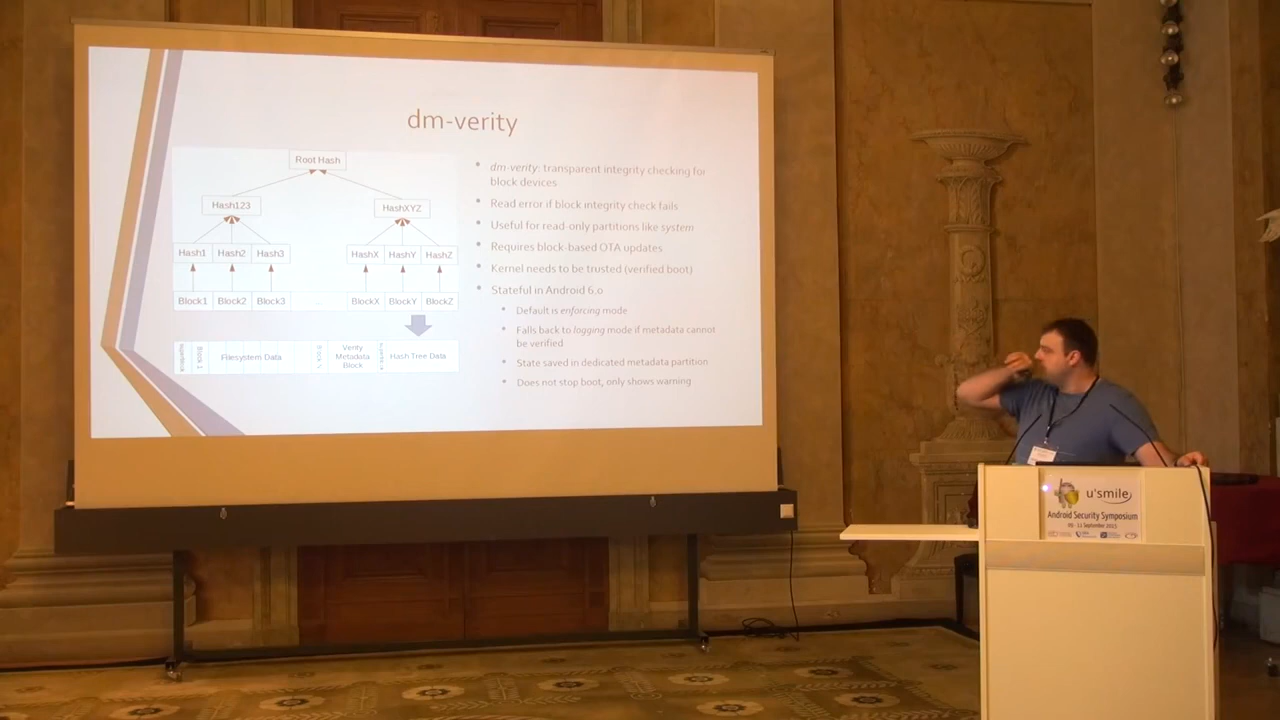 dm-verity
Root Hash
Hash123
HashXYZ
Hash1 Hash2 Hash3
HashX HashY HashZ
Block1 Block2 Block3
...
BlockX BlockY BlockZ
Block 1
Filesystem Data
Verity
Metadata
Block
Hash Tree Data
• dm-verity: transparent integrity checking for
block devices
• Read error if block integrity check fails
• Useful for read-only partitions like system
• Requires block-based OTA updates
• Kernel needs to be trusted (verified boot)
• Stateful in Android 6.0
• Default is enforcing mode
• Falls back to logging mode if metadata cannot
be verified
• State saved in dedicated metadata partition
• Does not stop boot, only shows warning
u'smile
Android Security Symposium
09 - 11 September 2015